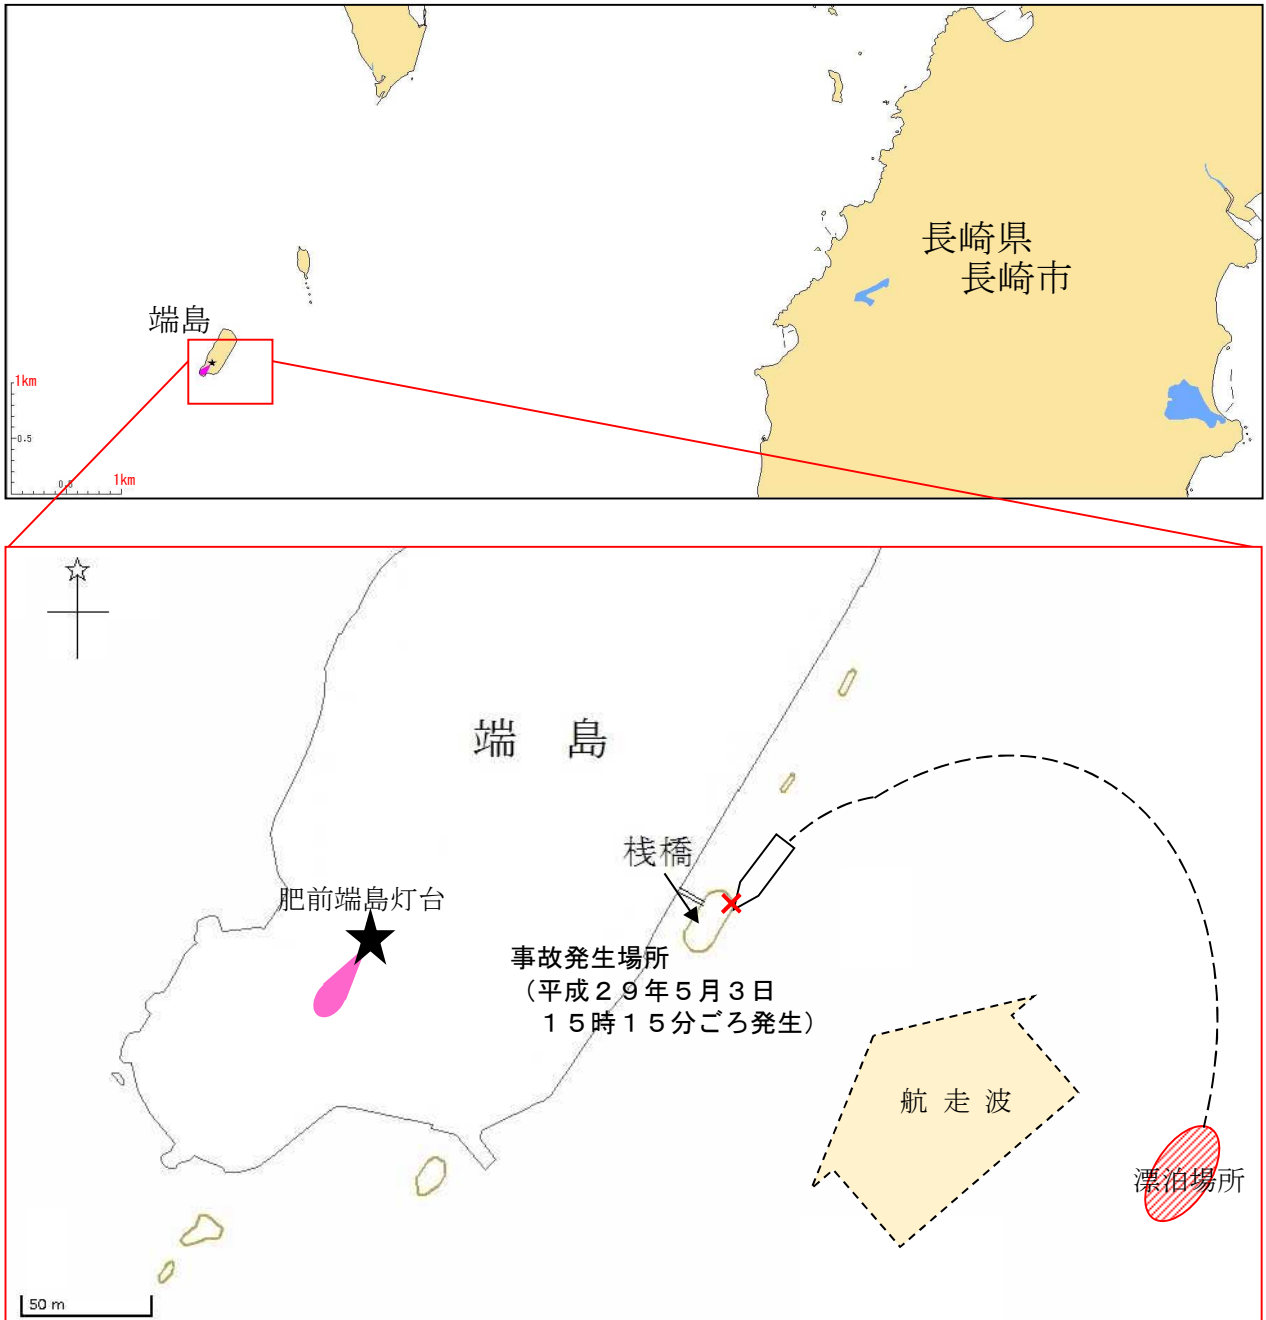 長崎県
長崎市
端島
1km
0.5
1km
端 島
桟橋
肥前端島灯台
事故発生場所
（平成２９年５月３日
１５時１５分ごろ発生）
航 走 波
漂泊場所
50 m